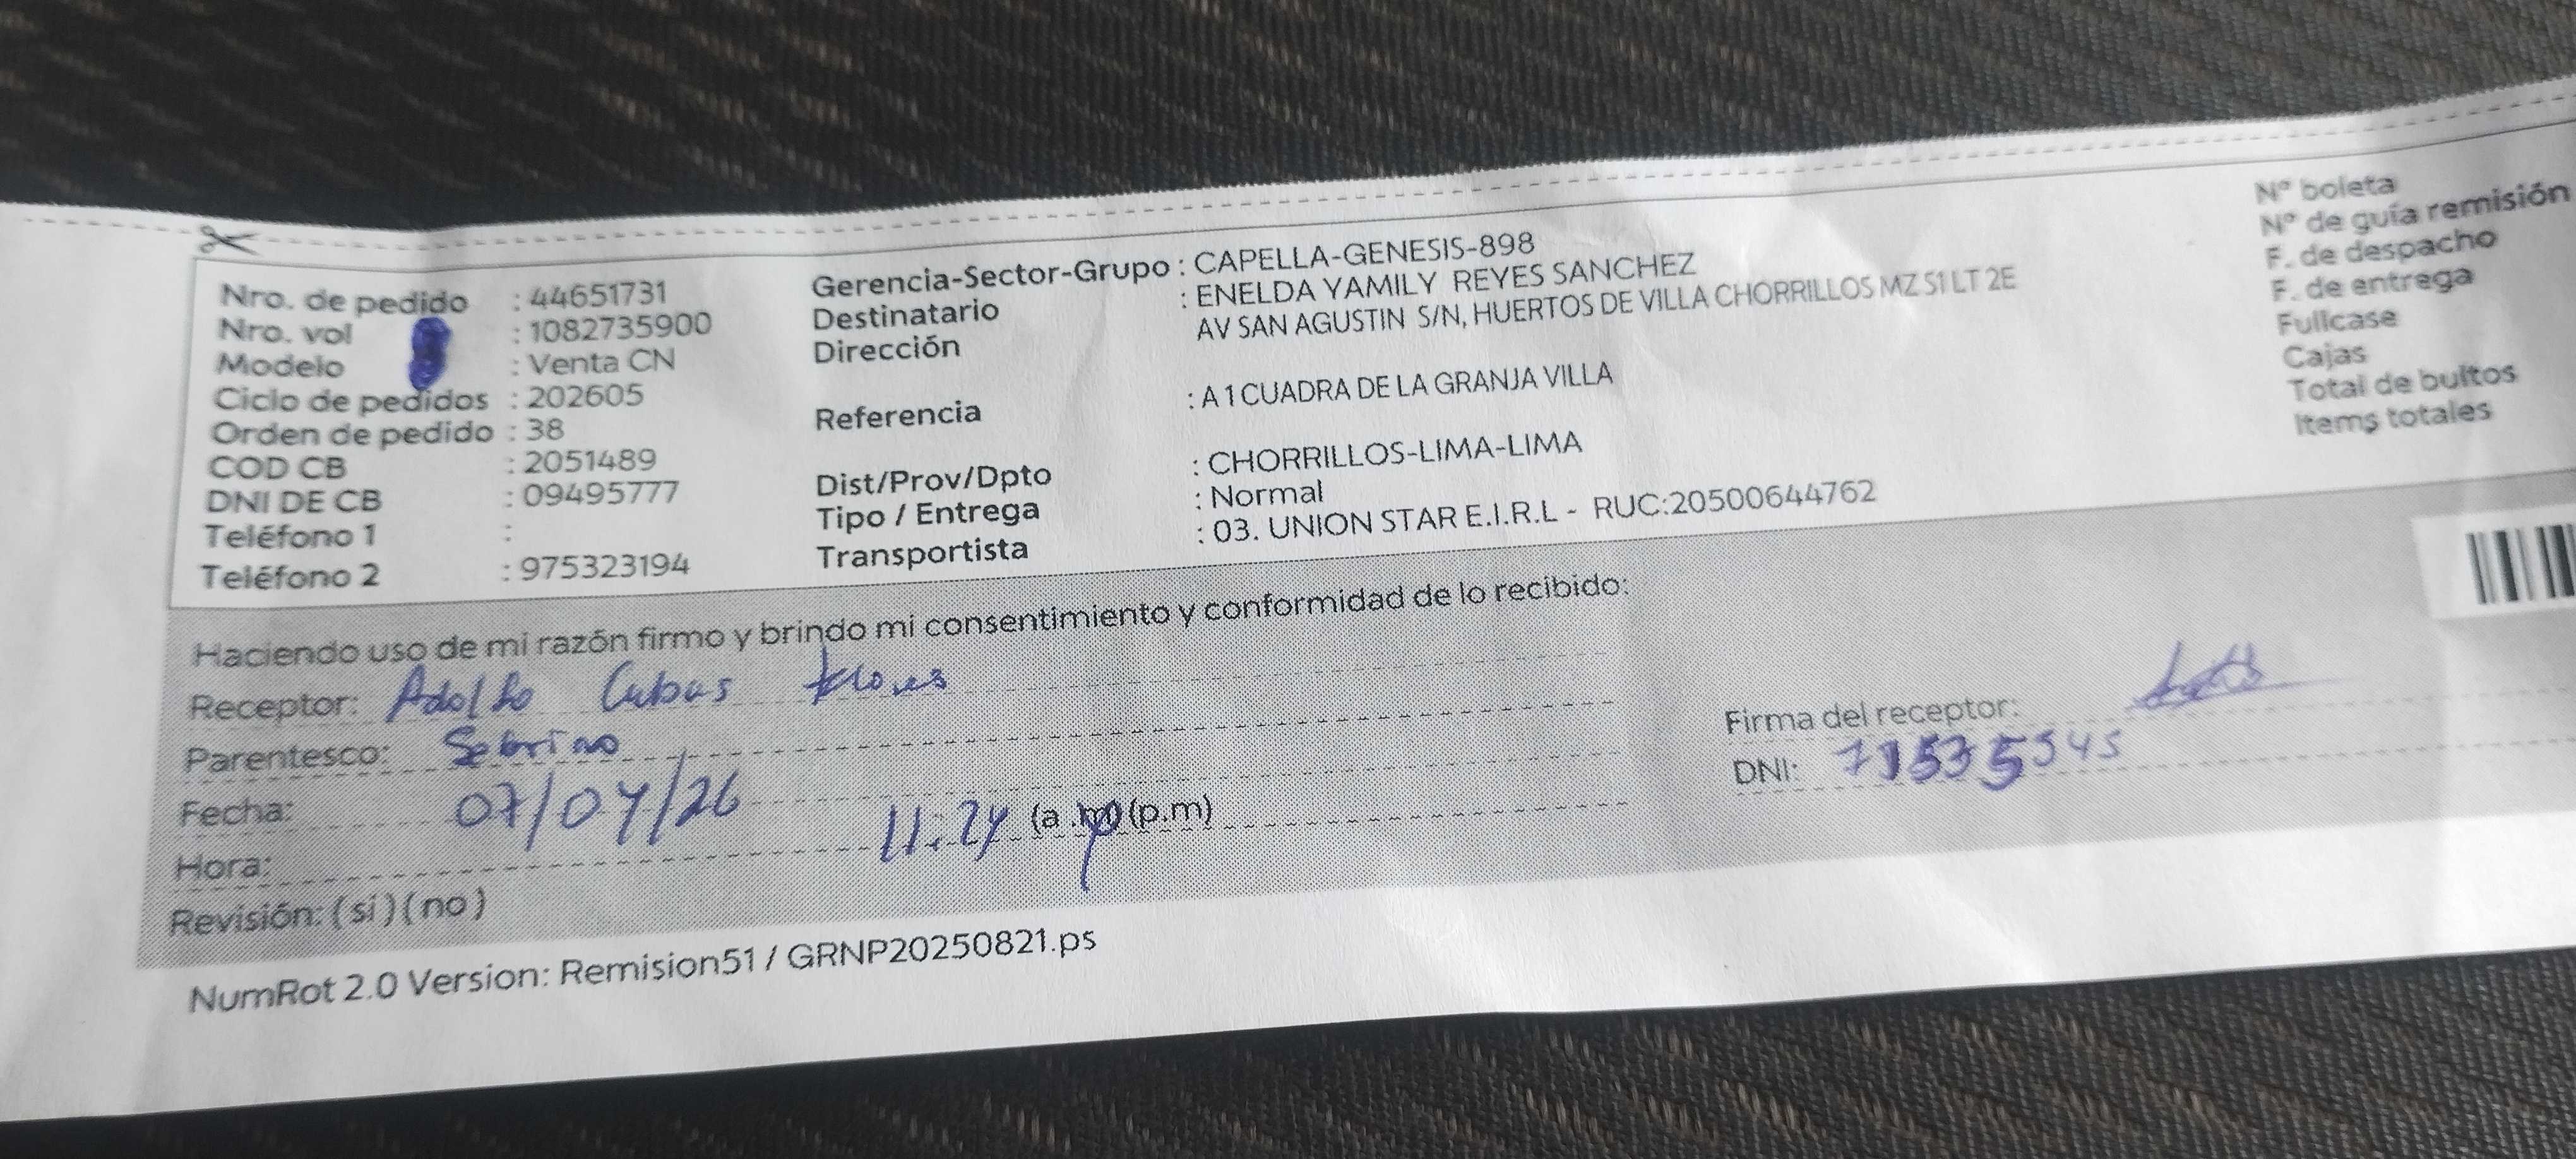 Nro. de pedido : 44651731
Nro. vol : 1082735900
Modelo : Venta CN
Ciclo de pedidos : 202605
Orden de pedido : 38
COD CB : 2051489
DNI DE CB : 09495777
Teléfono 1 :
Teléfono 2 : 975323194
Gerencia-Sector-Grupo : CAPELLA-GENESIS-898
Destinatario : ENELDA YAMILY REYES SANCHEZ
Dirección AV SAN AGUSTIN S/N, HUERTOS DE VILLA CHORRILLOS MZ S1 LT 2E
Referencia : A 1 CUADRA DE LA GRANJA VILLA
Dist/Prov/Dpto : CHORRILLOS-LIMA-LIMA
Tipo / Entrega : Normal
Transportista : 03. UNION STAR E.I.R.L - RUC:20500644762
N° boleta
N° de guía remisión
F. de despacho
F. de entrega
Fullcase
Cajas
Total de bultos
Items totales
Haciendo uso de mi razón firmo y brindo mi consentimiento y conformidad de lo recibido:
Receptor: Adolfo Cubas Flores
Parentesco: Sobrino
Fecha: 07/04/26
Hora: 11:24 (a.m) (p.m)
Revisión: (si) (no)
Firma del receptor:
DNI:
NumRot 2.0 Version: Remision51 / GRNP20250821.ps